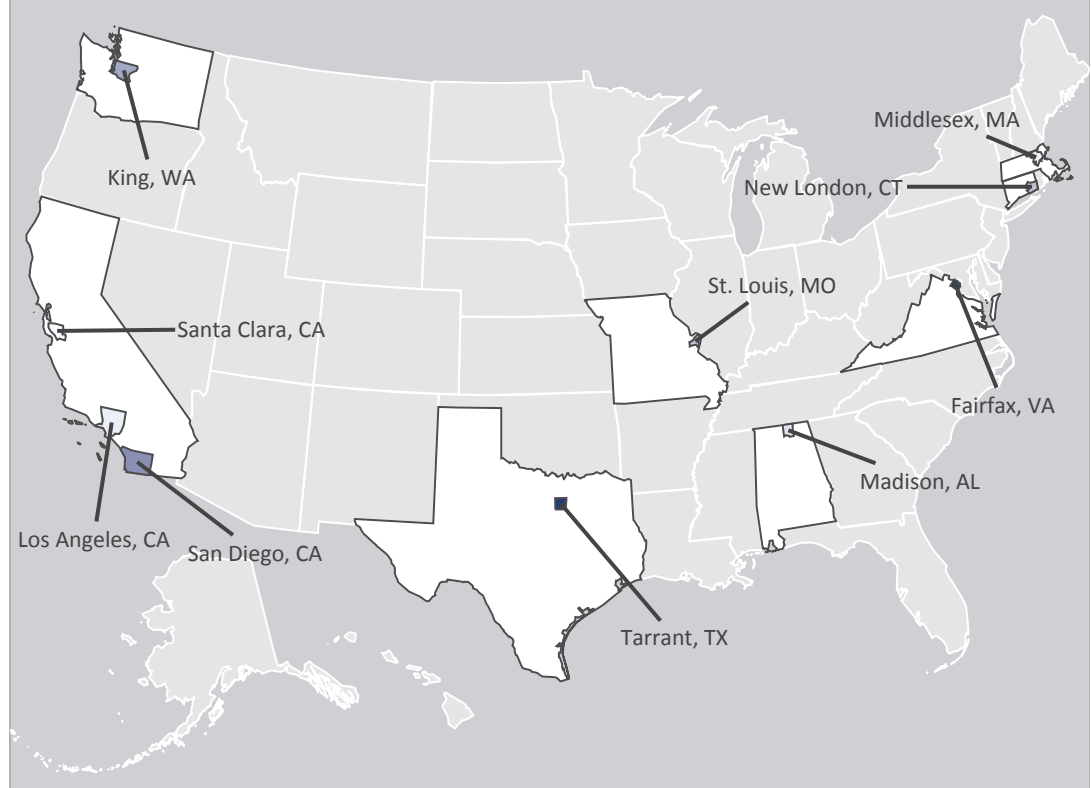 Middlesex, MA
King, WA
New London, CT
St. Louis, MO
Santa Clara, CA
Fairfax, VA
Madison, AL
Los Angeles, CA
San Diego, CA
Tarrant, TX